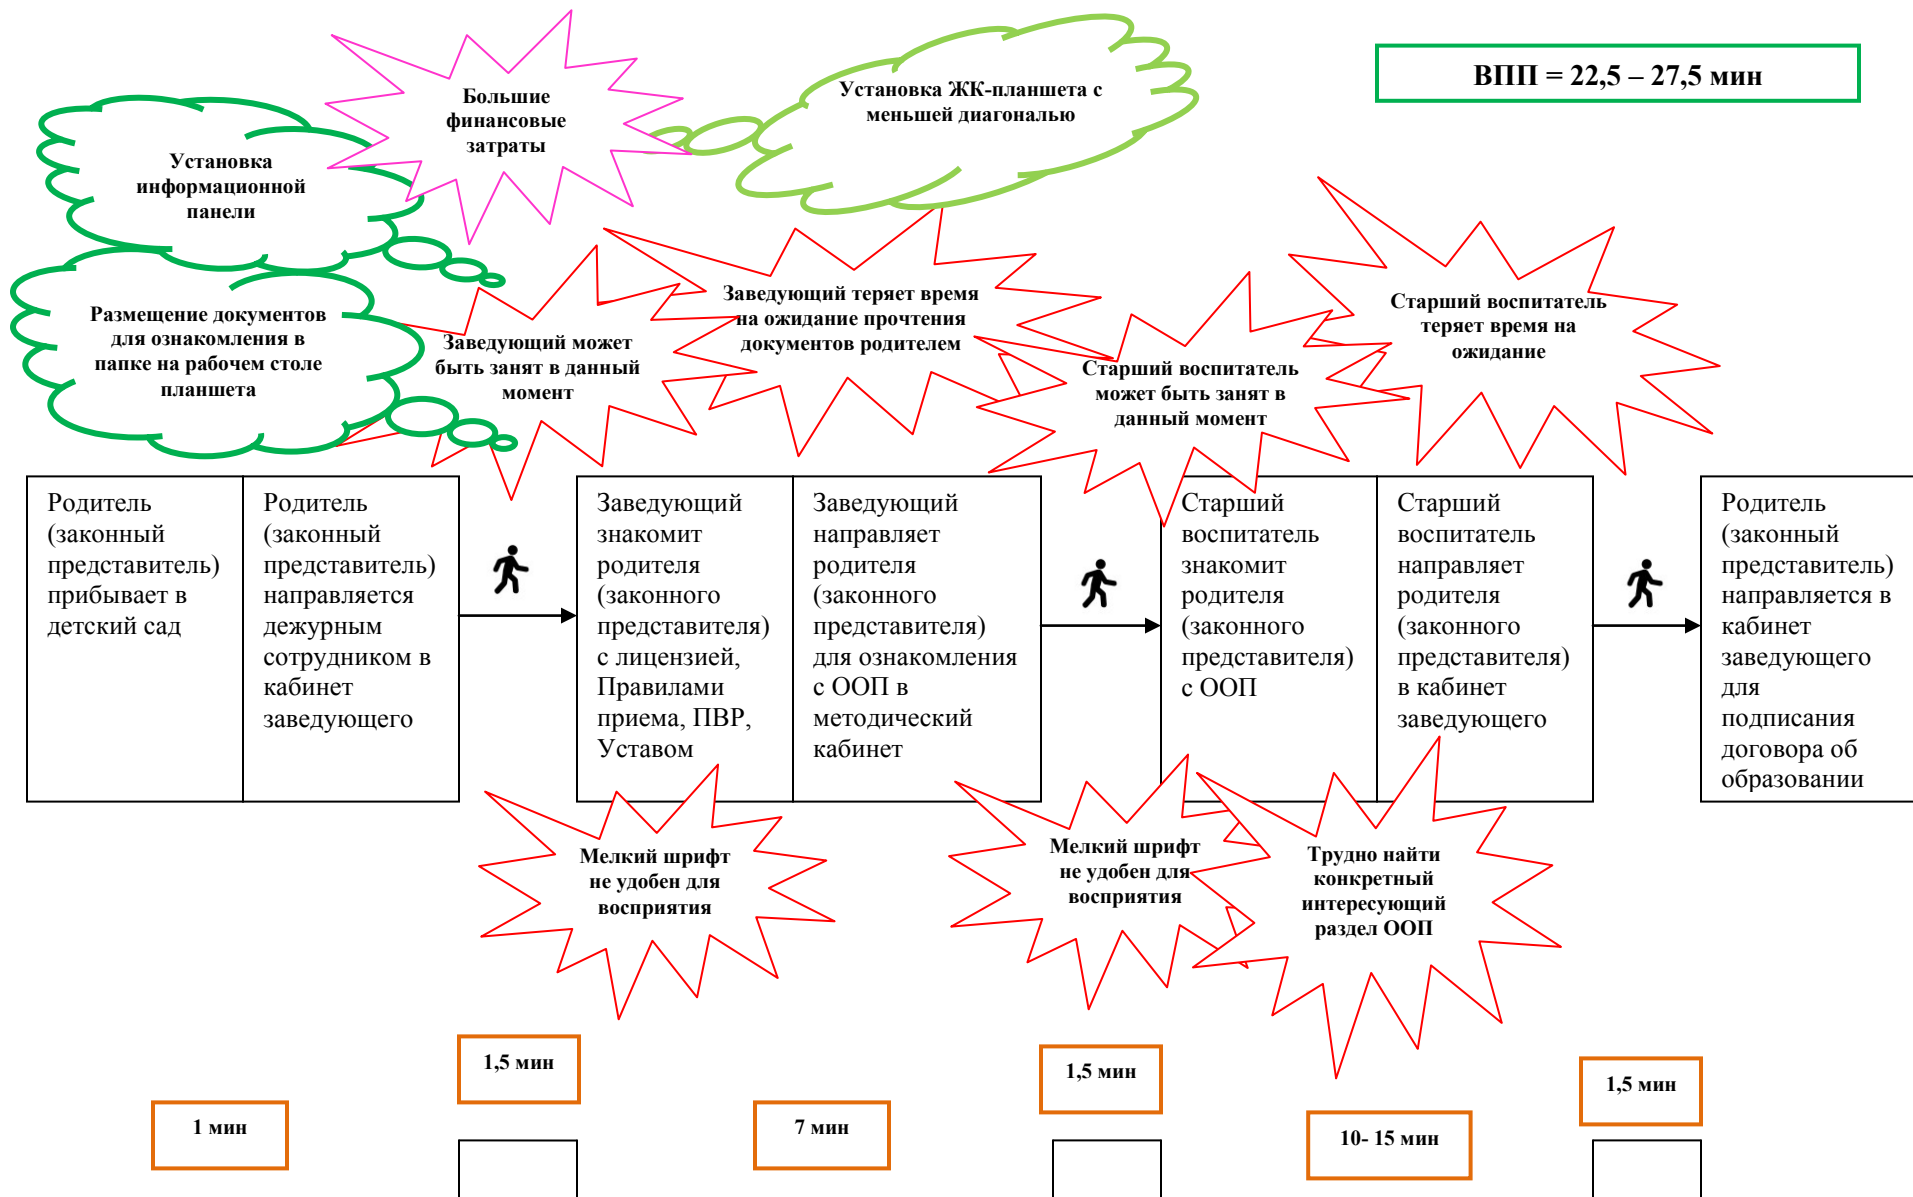 ВПП = 22,5 – 27,5 мин
Большие
финансовые
затраты
Установка ЖК-планшета с
меньшей диагональю
Установка
информационной
панели
Размещение документов
для ознакомления в
папке на рабочем столе
планшета
Заведующий может
быть занят в данный
момент
Заведующий теряет время
на ожидание прочтения
документов родителем
Старший воспитатель
может быть занят в
данный момент
Старший воспитатель
теряет время на
ожидание
Родитель
(законный
представитель)
прибывает в
детский сад
Родитель
(законный
представитель)
направляется
дежурным
сотрудником в
кабинет
заведующего
Заведующий
знакомит
родителя
(законного
представителя)
с лицензией,
Правилами
приема, ПВР,
Уставом
Заведующий
направляет
родителя
(законного
представителя)
для ознакомления
с ООП в
методический
кабинет
Старший
воспитатель
знакомит
родителя
(законного
представителя)
с ООП
Старший
воспитатель
направляет
родителя
(законного
представителя)
в кабинет
заведующего
Родитель
(законный
представитель)
направляется в
кабинет
заведующего
для
подписания
договора об
образовании
Мелкий шрифт
не удобен для
восприятия
Мелкий шрифт
не удобен для
восприятия
Трудно найти
конкретный
интересующий
раздел ООП
1 мин
1,5 мин
7 мин
1,5 мин
10- 15 мин
1,5 мин